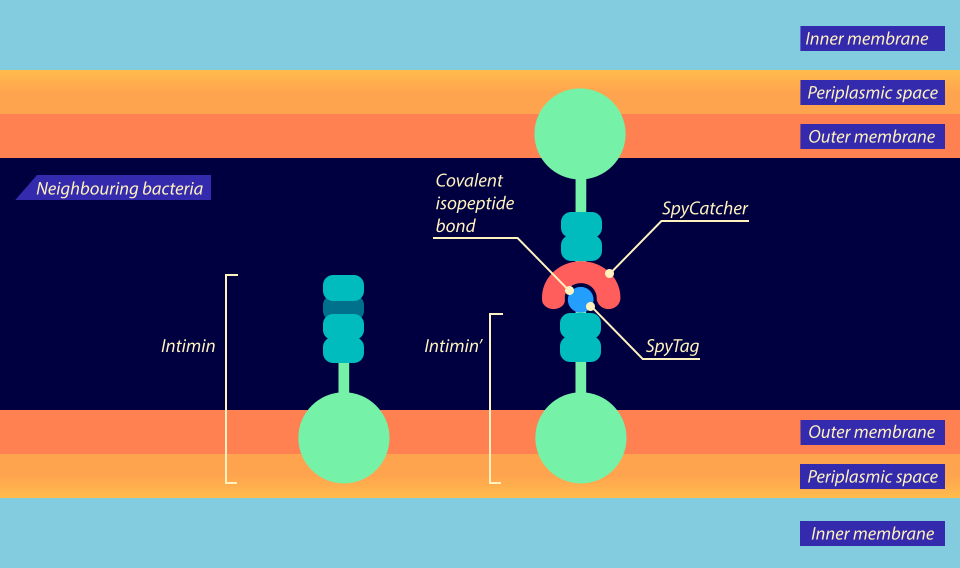 Inner membrane
Periplasmic space
Outer membrane
Neighbouring bacteria
Covalent
isopeptide
bond
SpyCatcher
Intimin
Intimin’
SpyTag
Outer membrane
Periplasmic space
Inner membrane